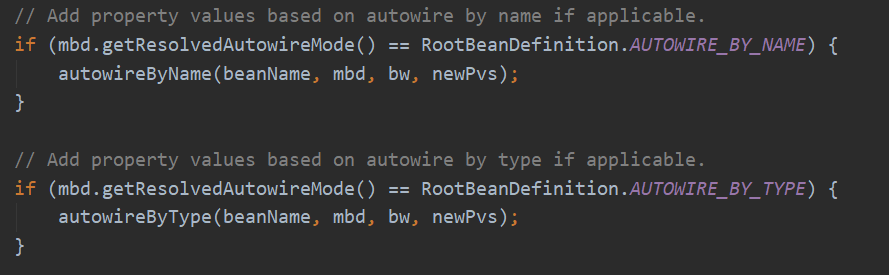 // Add property values based on autowire by name if applicable.
if (mbd.getResolvedAutowireMode() == RootBeanDefinition.AUTOWIRE_BY_NAME) {
    autowireByName(beanName, mbd, bw, newPvs);
}

// Add property values based on autowire by type if applicable.
if (mbd.getResolvedAutowireMode() == RootBeanDefinition.AUTOWIRE_BY_TYPE) {
    autowireByType(beanName, mbd, bw, newPvs);
}